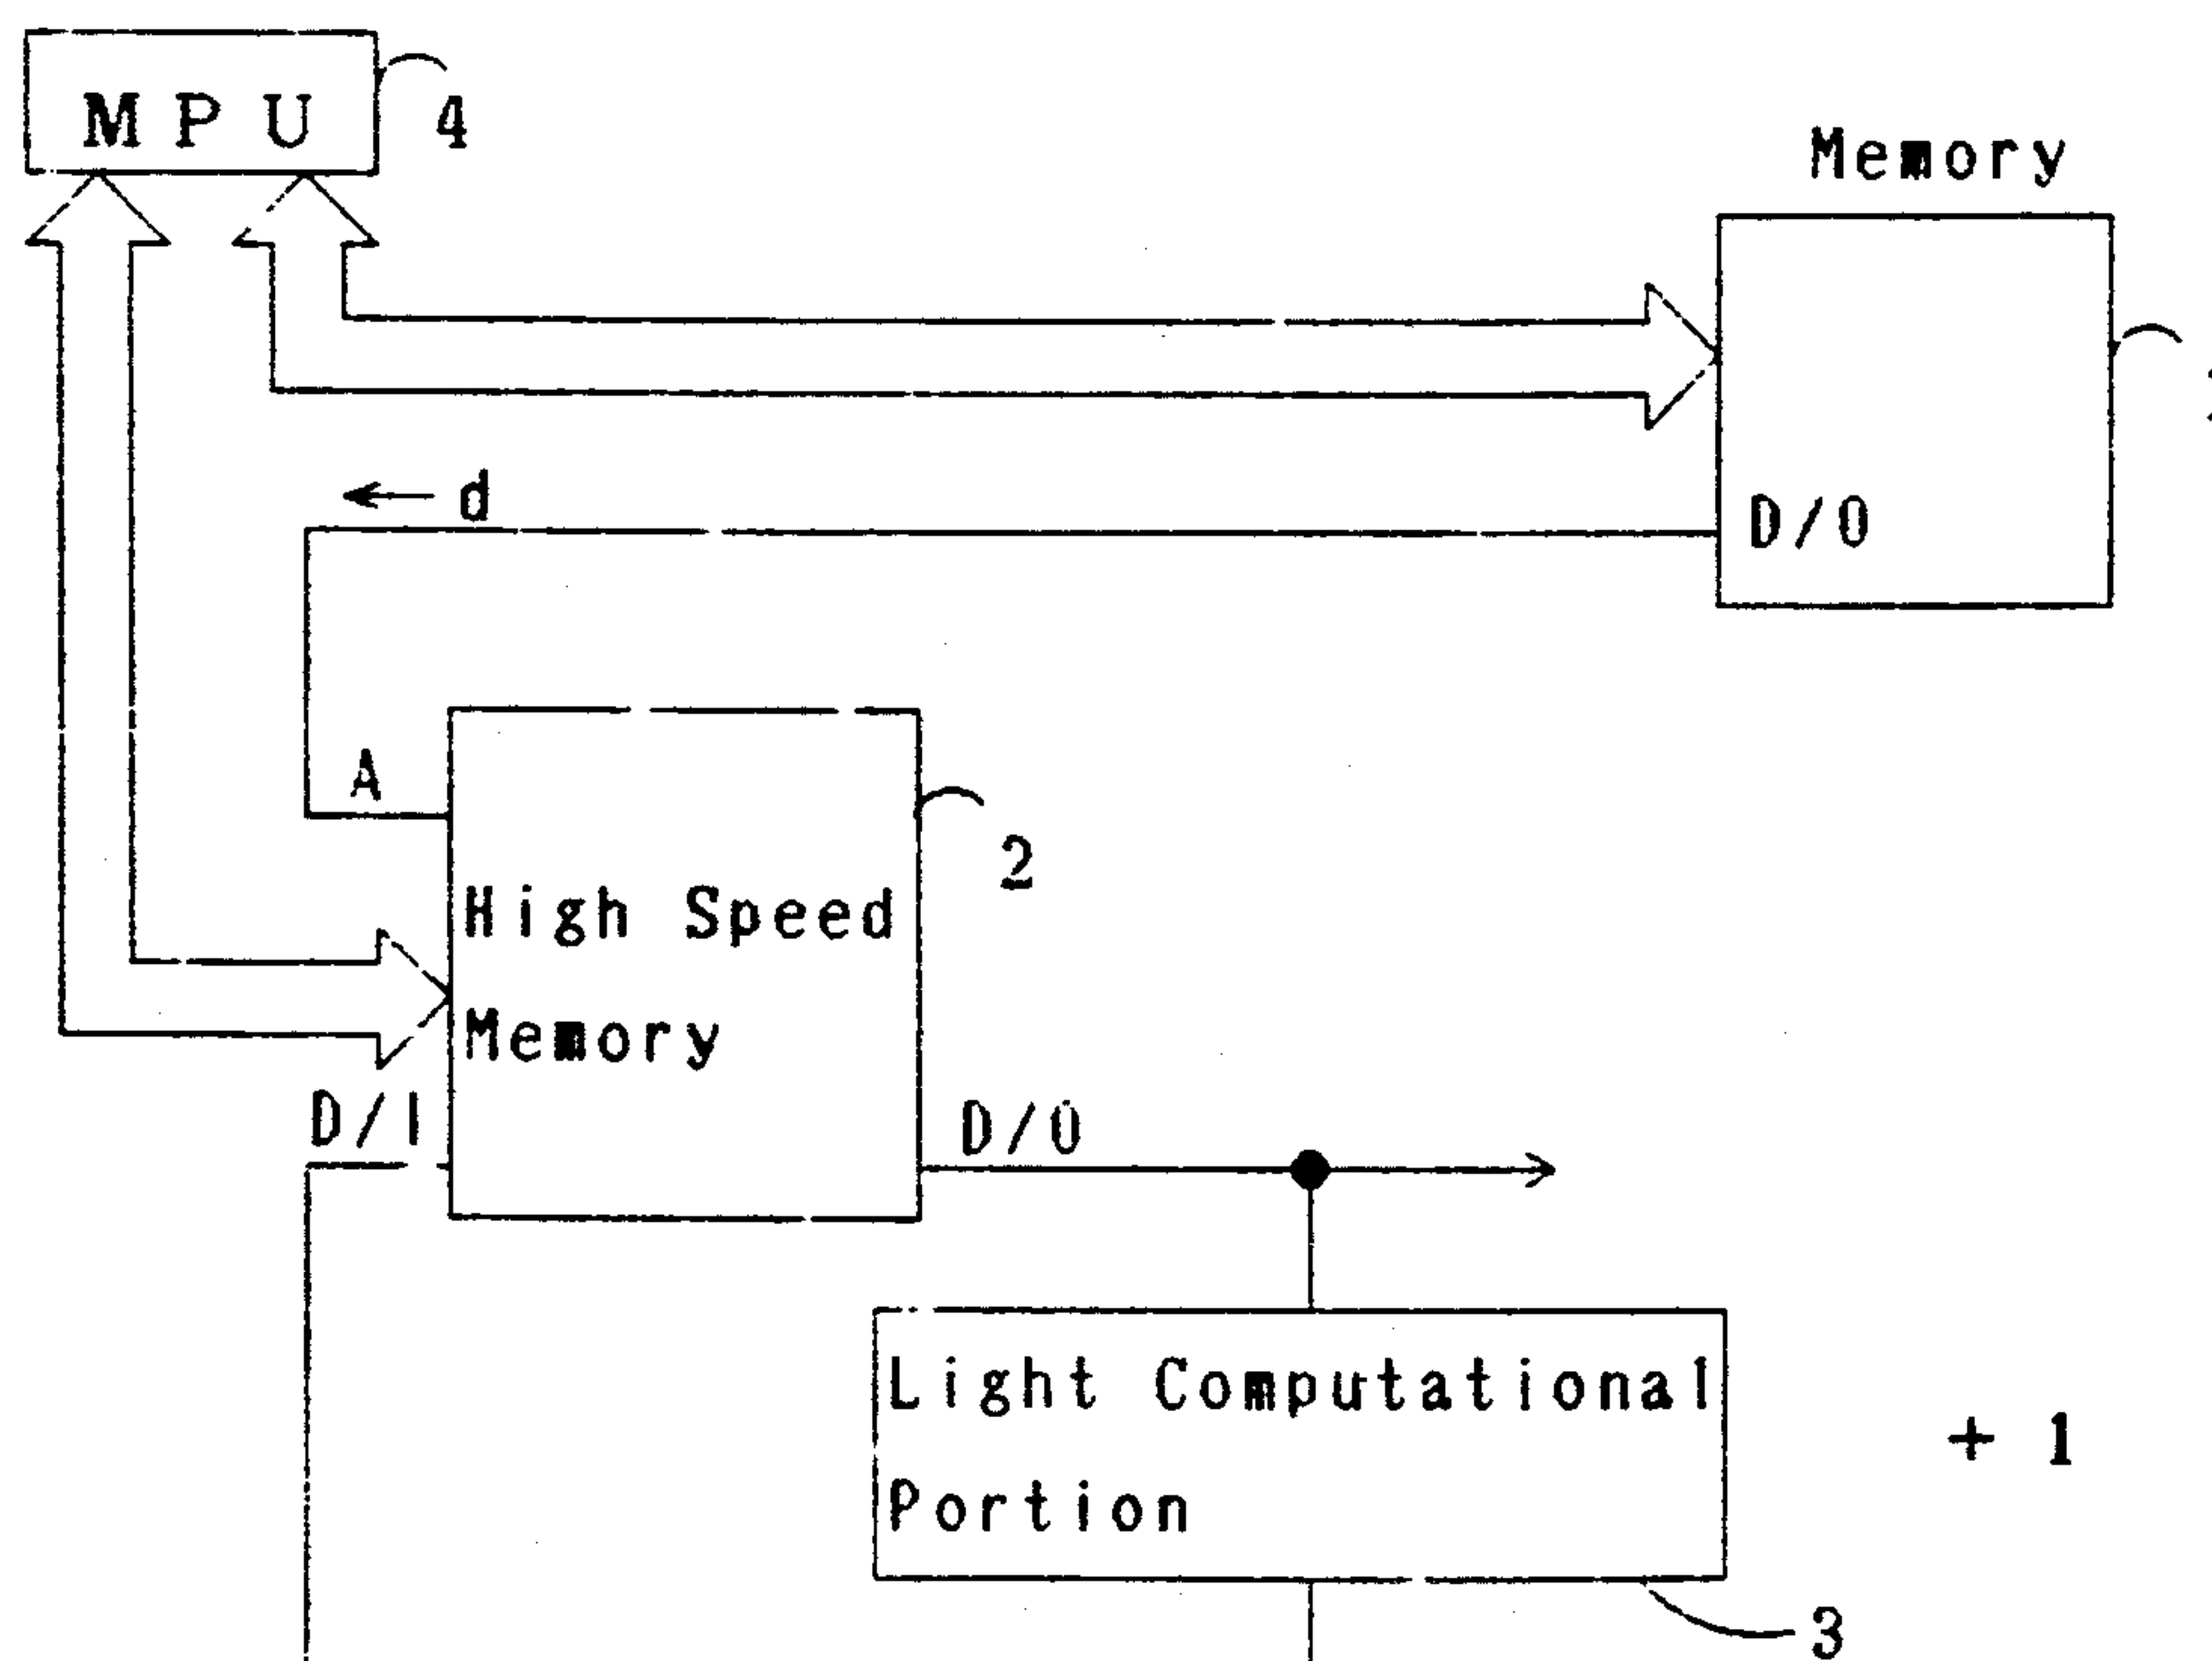 MPU
4
Memory
D/O
d
A
2
High Speed
Memory
D/I
D/O
Light Computational
Portion
+ 1
3